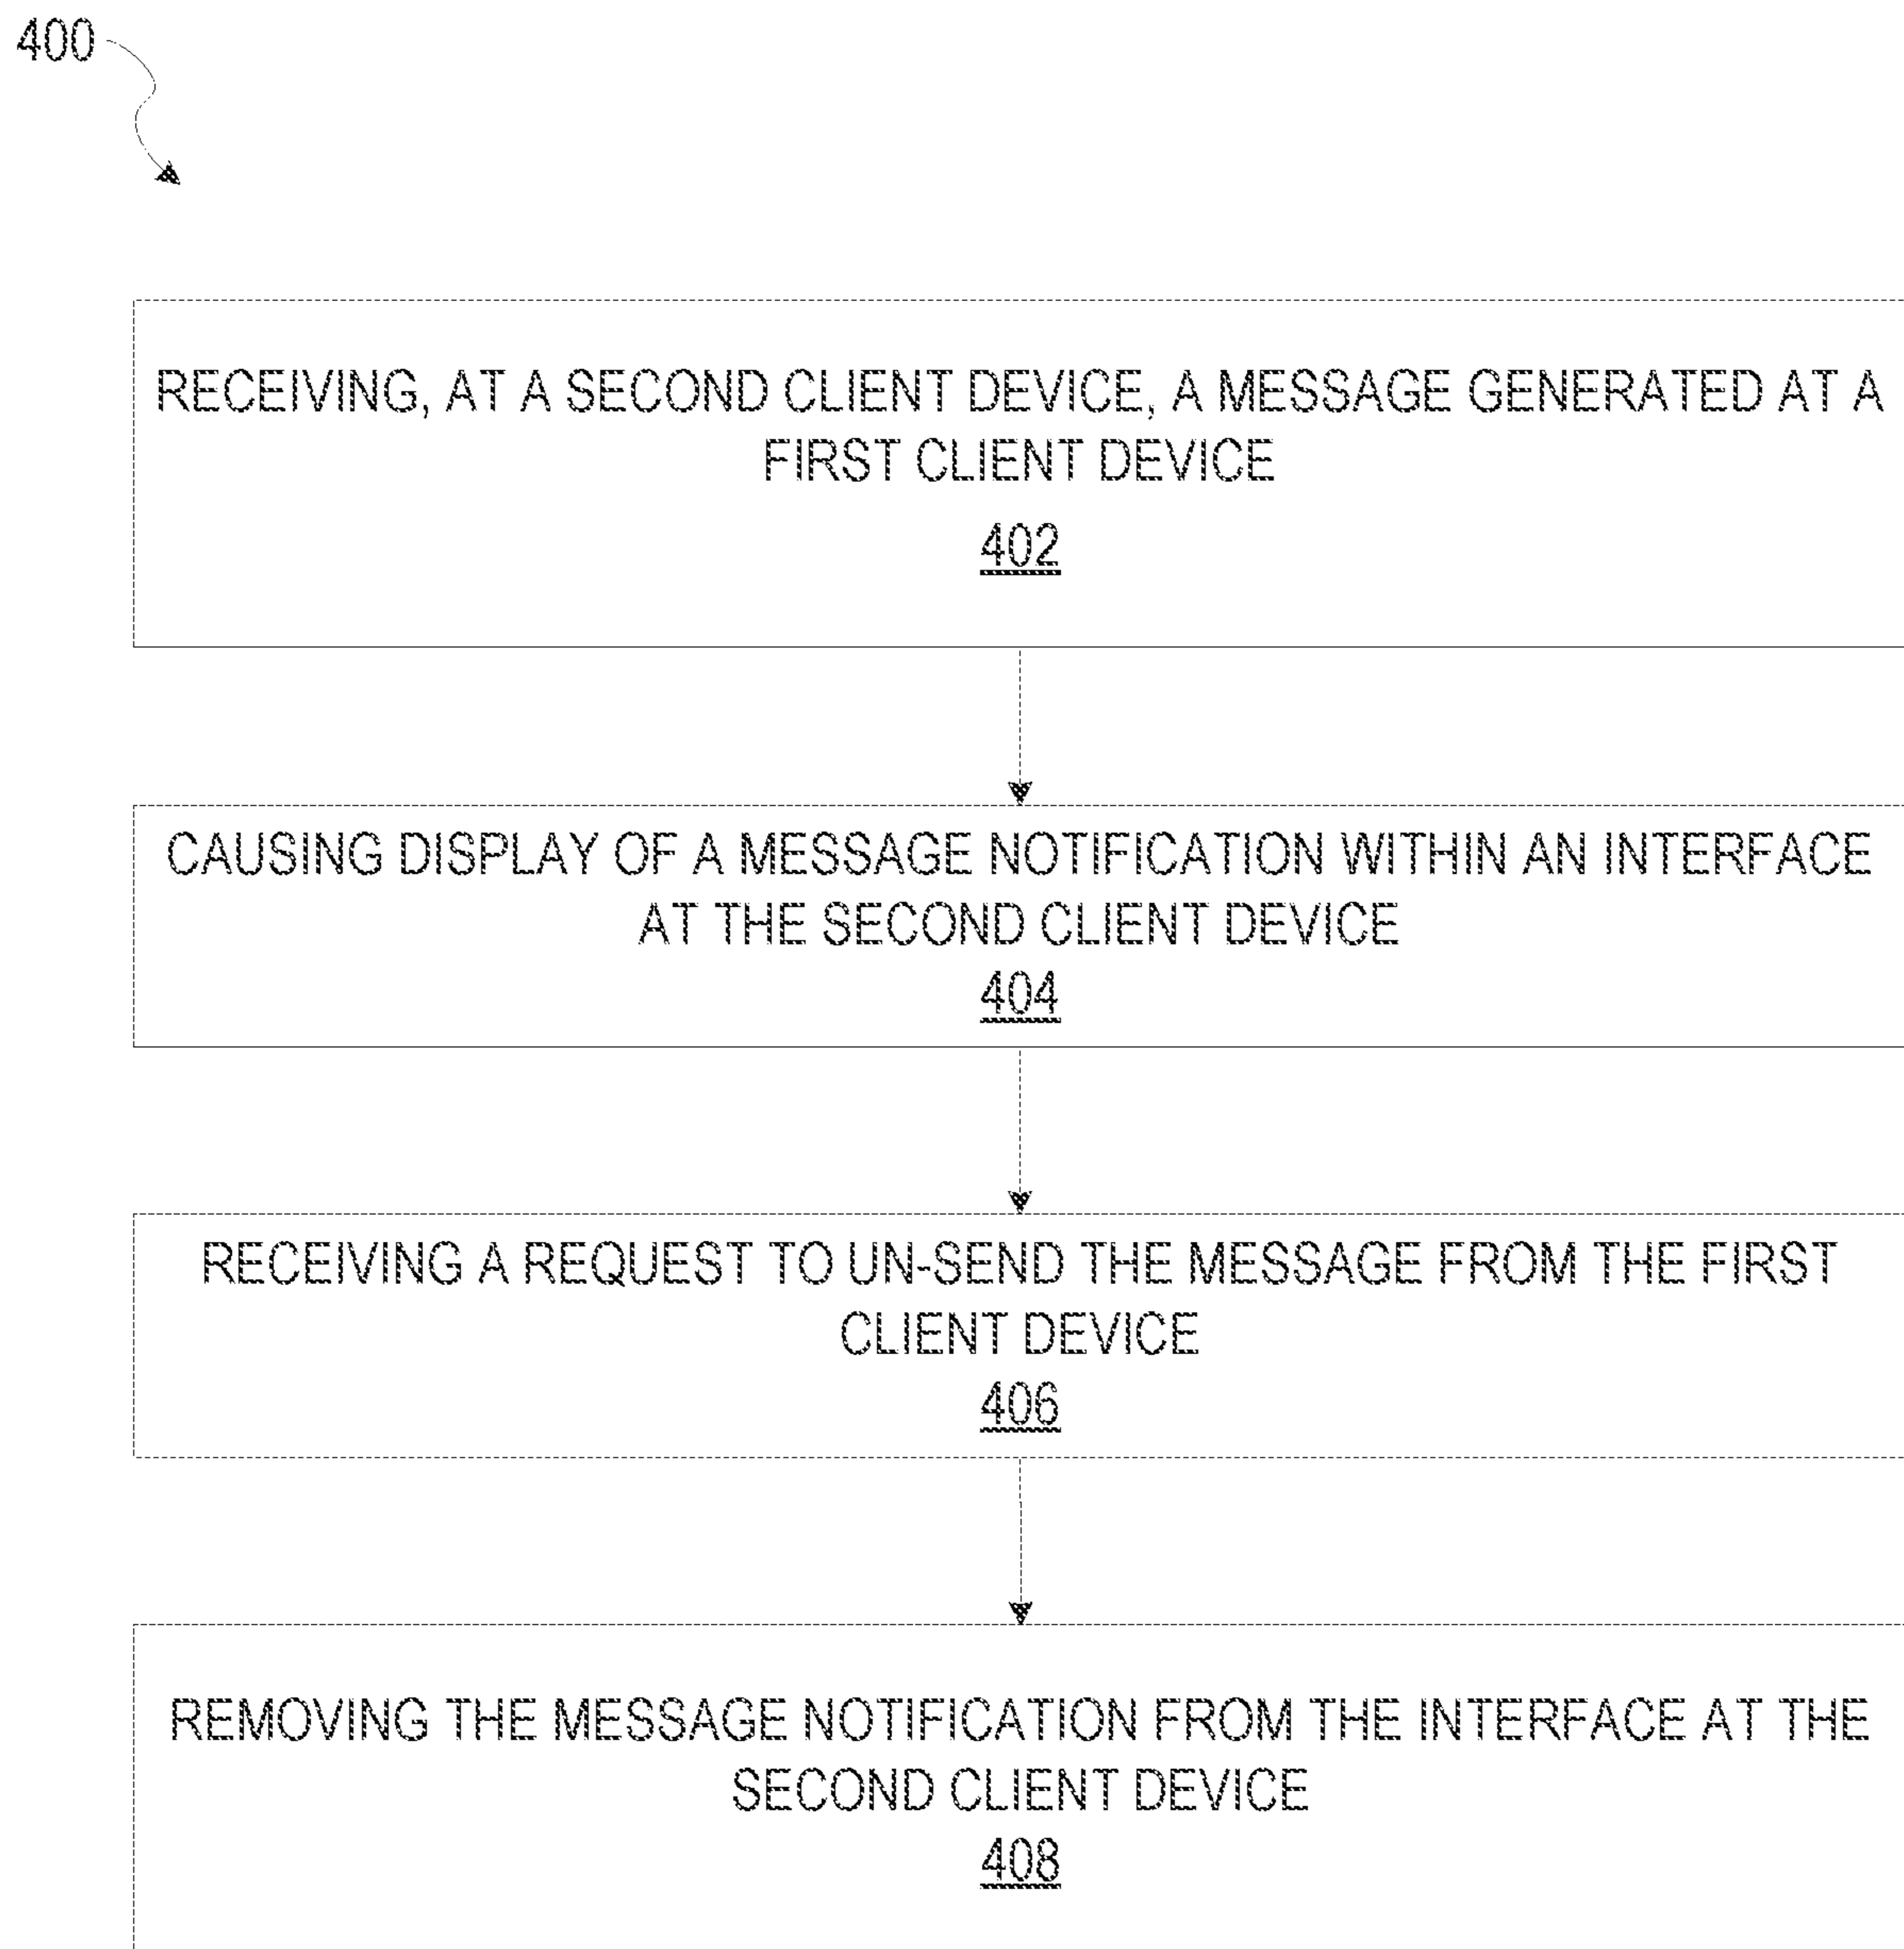 400
RECEIVING, AT A SECOND CLIENT DEVICE, A MESSAGE GENERATED AT A
FIRST CLIENT DEVICE
402
CAUSING DISPLAY OF A MESSAGE NOTIFICATION WITHIN AN INTERFACE
AT THE SECOND CLIENT DEVICE
404
RECEIVING A REQUEST TO UN-SEND THE MESSAGE FROM THE FIRST
CLIENT DEVICE
406
REMOVING THE MESSAGE NOTIFICATION FROM THE INTERFACE AT THE
SECOND CLIENT DEVICE
408